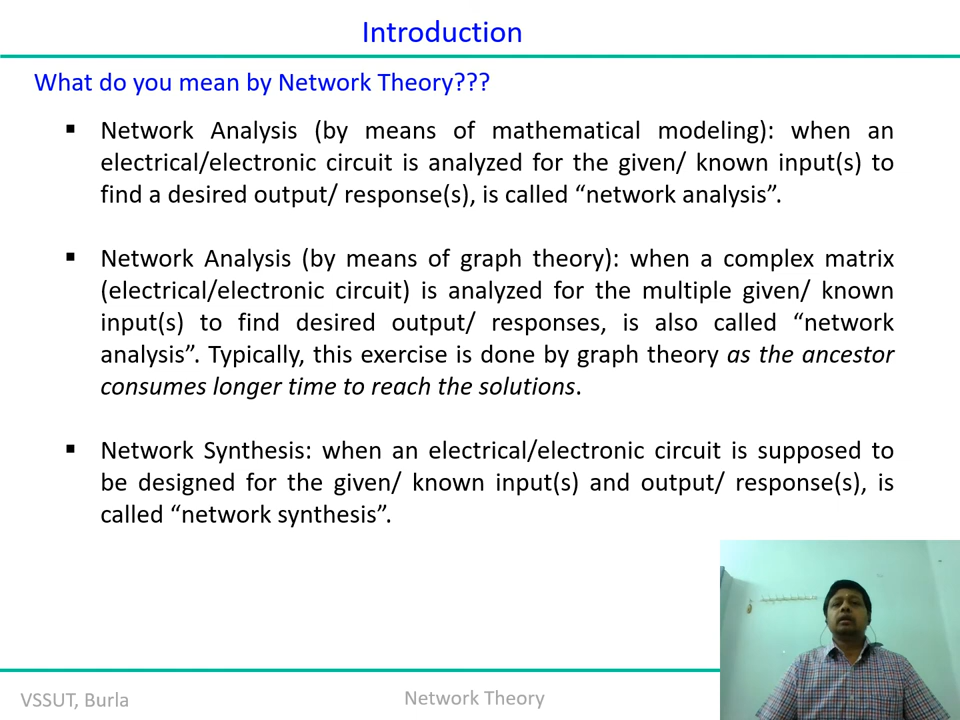 Introduction
What do you mean by Network Theory???
▪ Network Analysis (by means of mathematical modeling): when an
electrical/electronic circuit is analyzed for the given/ known input(s) to
find a desired output/ response(s), is called “network analysis”.
▪ Network Analysis (by means of graph theory): when a complex matrix
(electrical/electronic circuit) is analyzed for the multiple given/ known
input(s) to find desired output/ responses, is also called “network
analysis”. Typically, this exercise is done by graph theory as the ancestor
consumes longer time to reach the solutions.
▪ Network Synthesis: when an electrical/electronic circuit is supposed to
be designed for the given/ known input(s) and output/ response(s), is
called “network synthesis”.
VSSUT, Burla
Network Theory